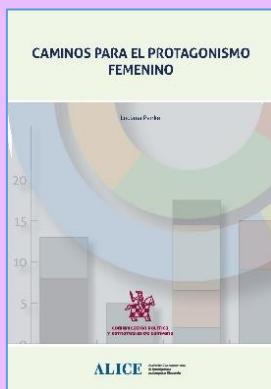 CAMINOS PARA EL PROTAGONISMO
FEMENINO
Luciana Panke
20
15
10
5
COMUNICACIÓN POLÍTICA
Y ESTRATEGIAS DE CAMPAÑA
ALICE